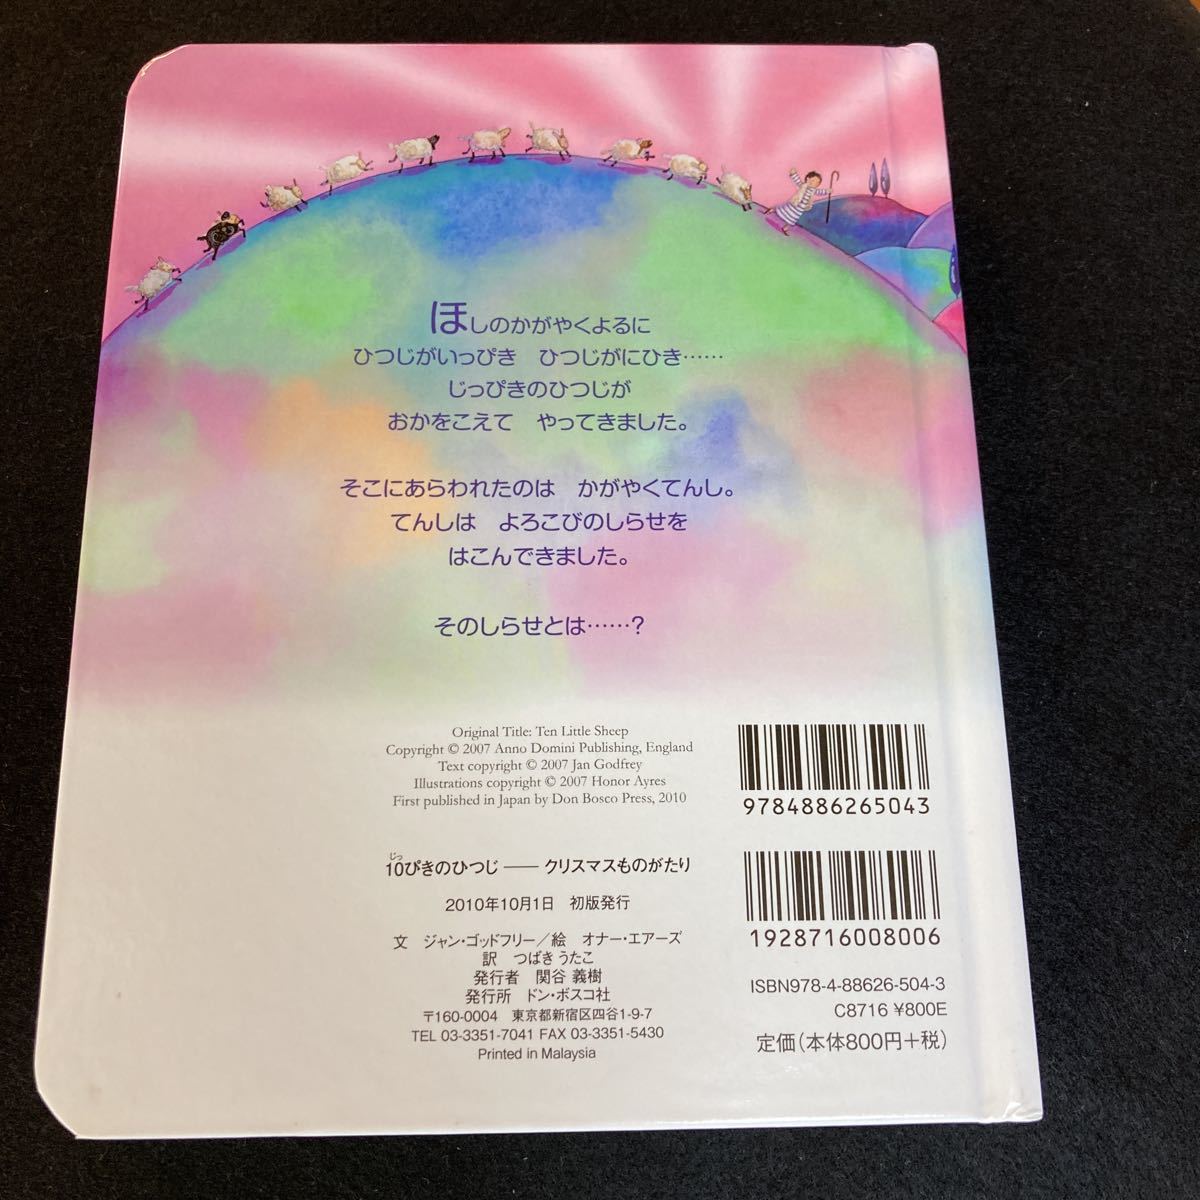 ほしのかがやくよるに
ひつじがいっぴき　ひつじがにひき……
じっぴきのひつじが
おかをこえて　やってきました。
そこにあらわれたのは　かがやくてんし。
てんしは　よろこびのしらせを
はこんできました。
そのしらせとは……?
Original Title: Ten Little Sheep
Copyright © 2007 Anno Domini Publishing, England
Text copyright © 2007 Jan Godfrey
Illustrations copyright © 2007 Honor Ayres
First published in Japan by Don Bosco Press, 2010
じっ
10ぴきのひつじ —— クリスマスものがたり
2010年10月1日　初版発行
文　ジャン・ゴッドフリー／絵　オナー・エアーズ
訳　つばき うたこ
発行者　関谷 義樹
発行所　ドン・ボスコ社
〒160-0004　東京都新宿区四谷1-9-7
TEL 03-3351-7041 FAX 03-3351-5430
Printed in Malaysia
9784886265043
1928716008006
ISBN978-4-88626-504-3
C8716 ¥800E
定価(本体800円+税)